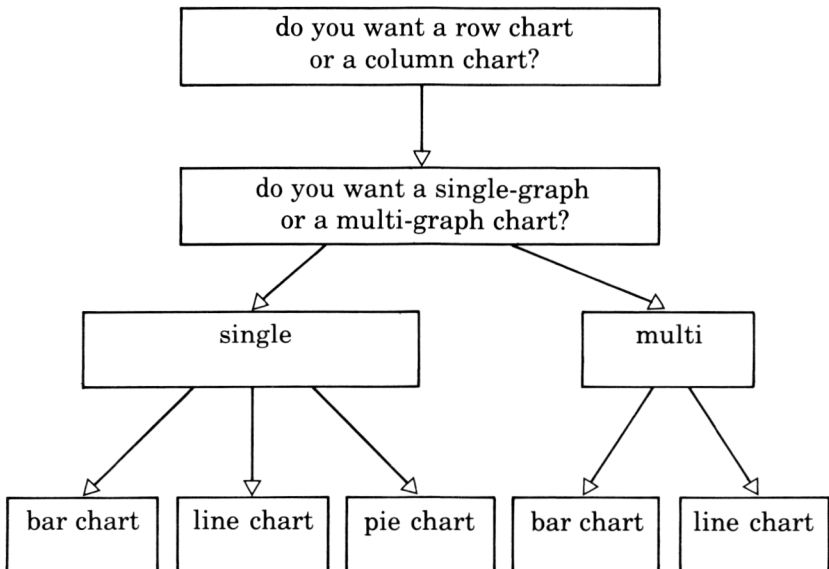 do you want a row chart
or a column chart?
do you want a single-graph
or a multi-graph chart?
single
multi
bar chart
line chart
pie chart
bar chart
line chart